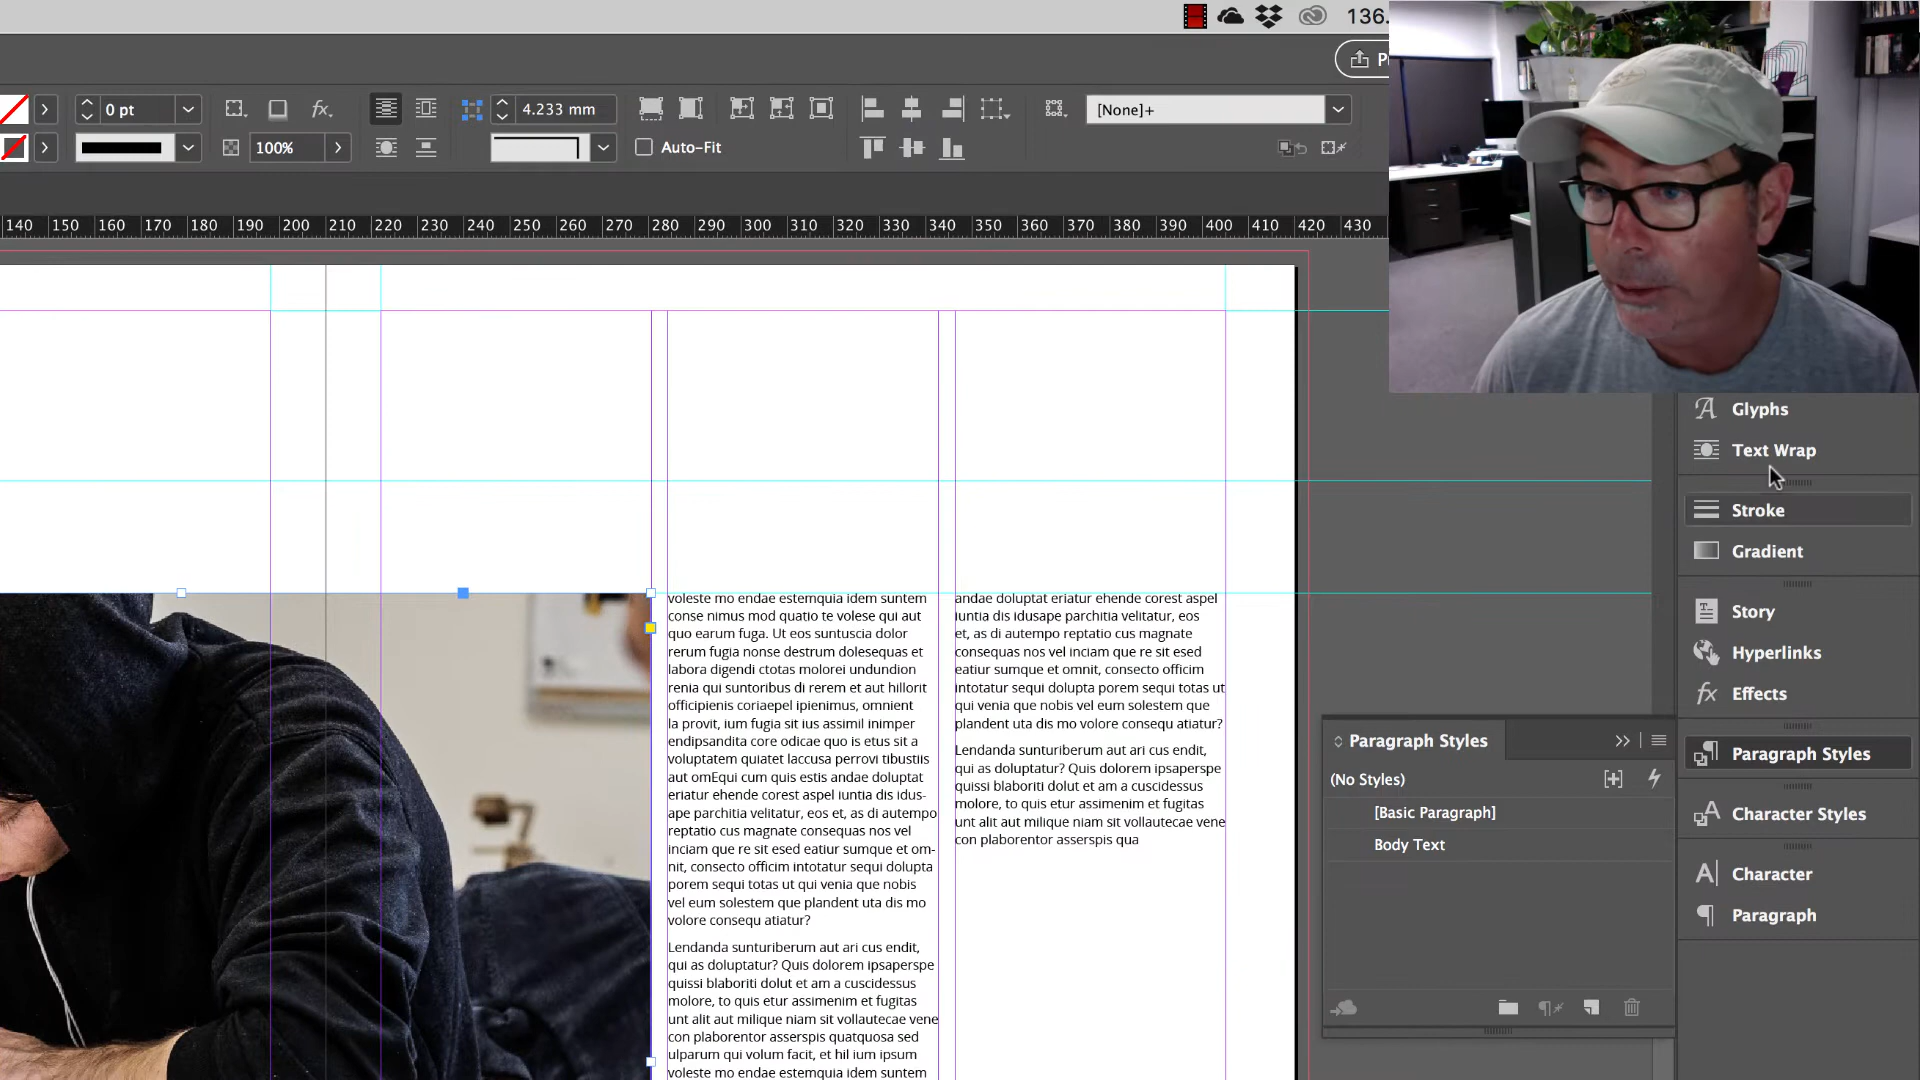 136.
0 pt
4.233 mm
[None]+
100%
Auto-Fit
140 150 160 170 180 190 200 210 220 230 240 250 260 270 280 290 300 310 320 330 340 350 360 370 380 390 400 410 420 430
Glyphs
Text Wrap
Stroke
Gradient
Story
Hyperlinks
Effects
Paragraph Styles
Character Styles
Character
Paragraph
Paragraph Styles
(No Styles)
[Basic Paragraph]
Body Text
voleste mo endae estemquia idem suntem
conse nimus mod quatio te volese qui aut
quo earum fuga. Ut eos suntuscia dolor
rerum fugia nonse destrum dolesequas et
labora digendi ctotas molorei undundion
renia qui suntoribus di rerem et aut hillorit
officipienis coriaepel ipienimus, omnient
la provit, ium fugia sit ius assimil inimper
endipsandita core odicae quo is etus sit a
voluptatem quiatet laccusa perrovi tibustiis
aut omEqui cum quis estis andae doluptat
eriatur ehende corest aspel iuntia dis idus-
ape parchitia velitatur, eos et, as di autempo
reptatio cus magnate consequas nos vel
inciam que re sit esed eatiur sumque et om-
nit, consecto officim intotatur sequi dolupta
porem sequi totas ut qui venia que nobis
vel eum solestem que plandent uta dis mo
volore consequ atiatur?
Lendanda sunturiberum aut ari cus endit,
qui as doluptatur? Quis dolorem ipsaperspe
quissi blaboriti dolut et am a cuscidessus
molore, to quis etur assimenim et fugitas
unt alit aut milique niam sit vollautecae vene
con plaborentor asserspis quatquosa sed
ulparum qui volum facit, et hil ium ipsum
voleste mo endae estemquia idem suntem
andae doluptat eriatur ehende corest aspel
iuntia dis idusape parchitia velitatur, eos
et, as di autempo reptatio cus magnate
consequas nos vel inciam que re sit esed
eatiur sumque et omnit, consecto officim
intotatur sequi dolupta porem sequi totas ut
qui venia que nobis vel eum solestem que
plandent uta dis mo volore consequ atiatur?
Lendanda sunturiberum aut ari cus endit,
qui as doluptatur? Quis dolorem ipsaperspe
quissi blaboriti dolut et am a cuscidessus
molore, to quis etur assimenim et fugitas
unt alit aut milique niam sit vollautecae vene
con plaborentor asserspis qua